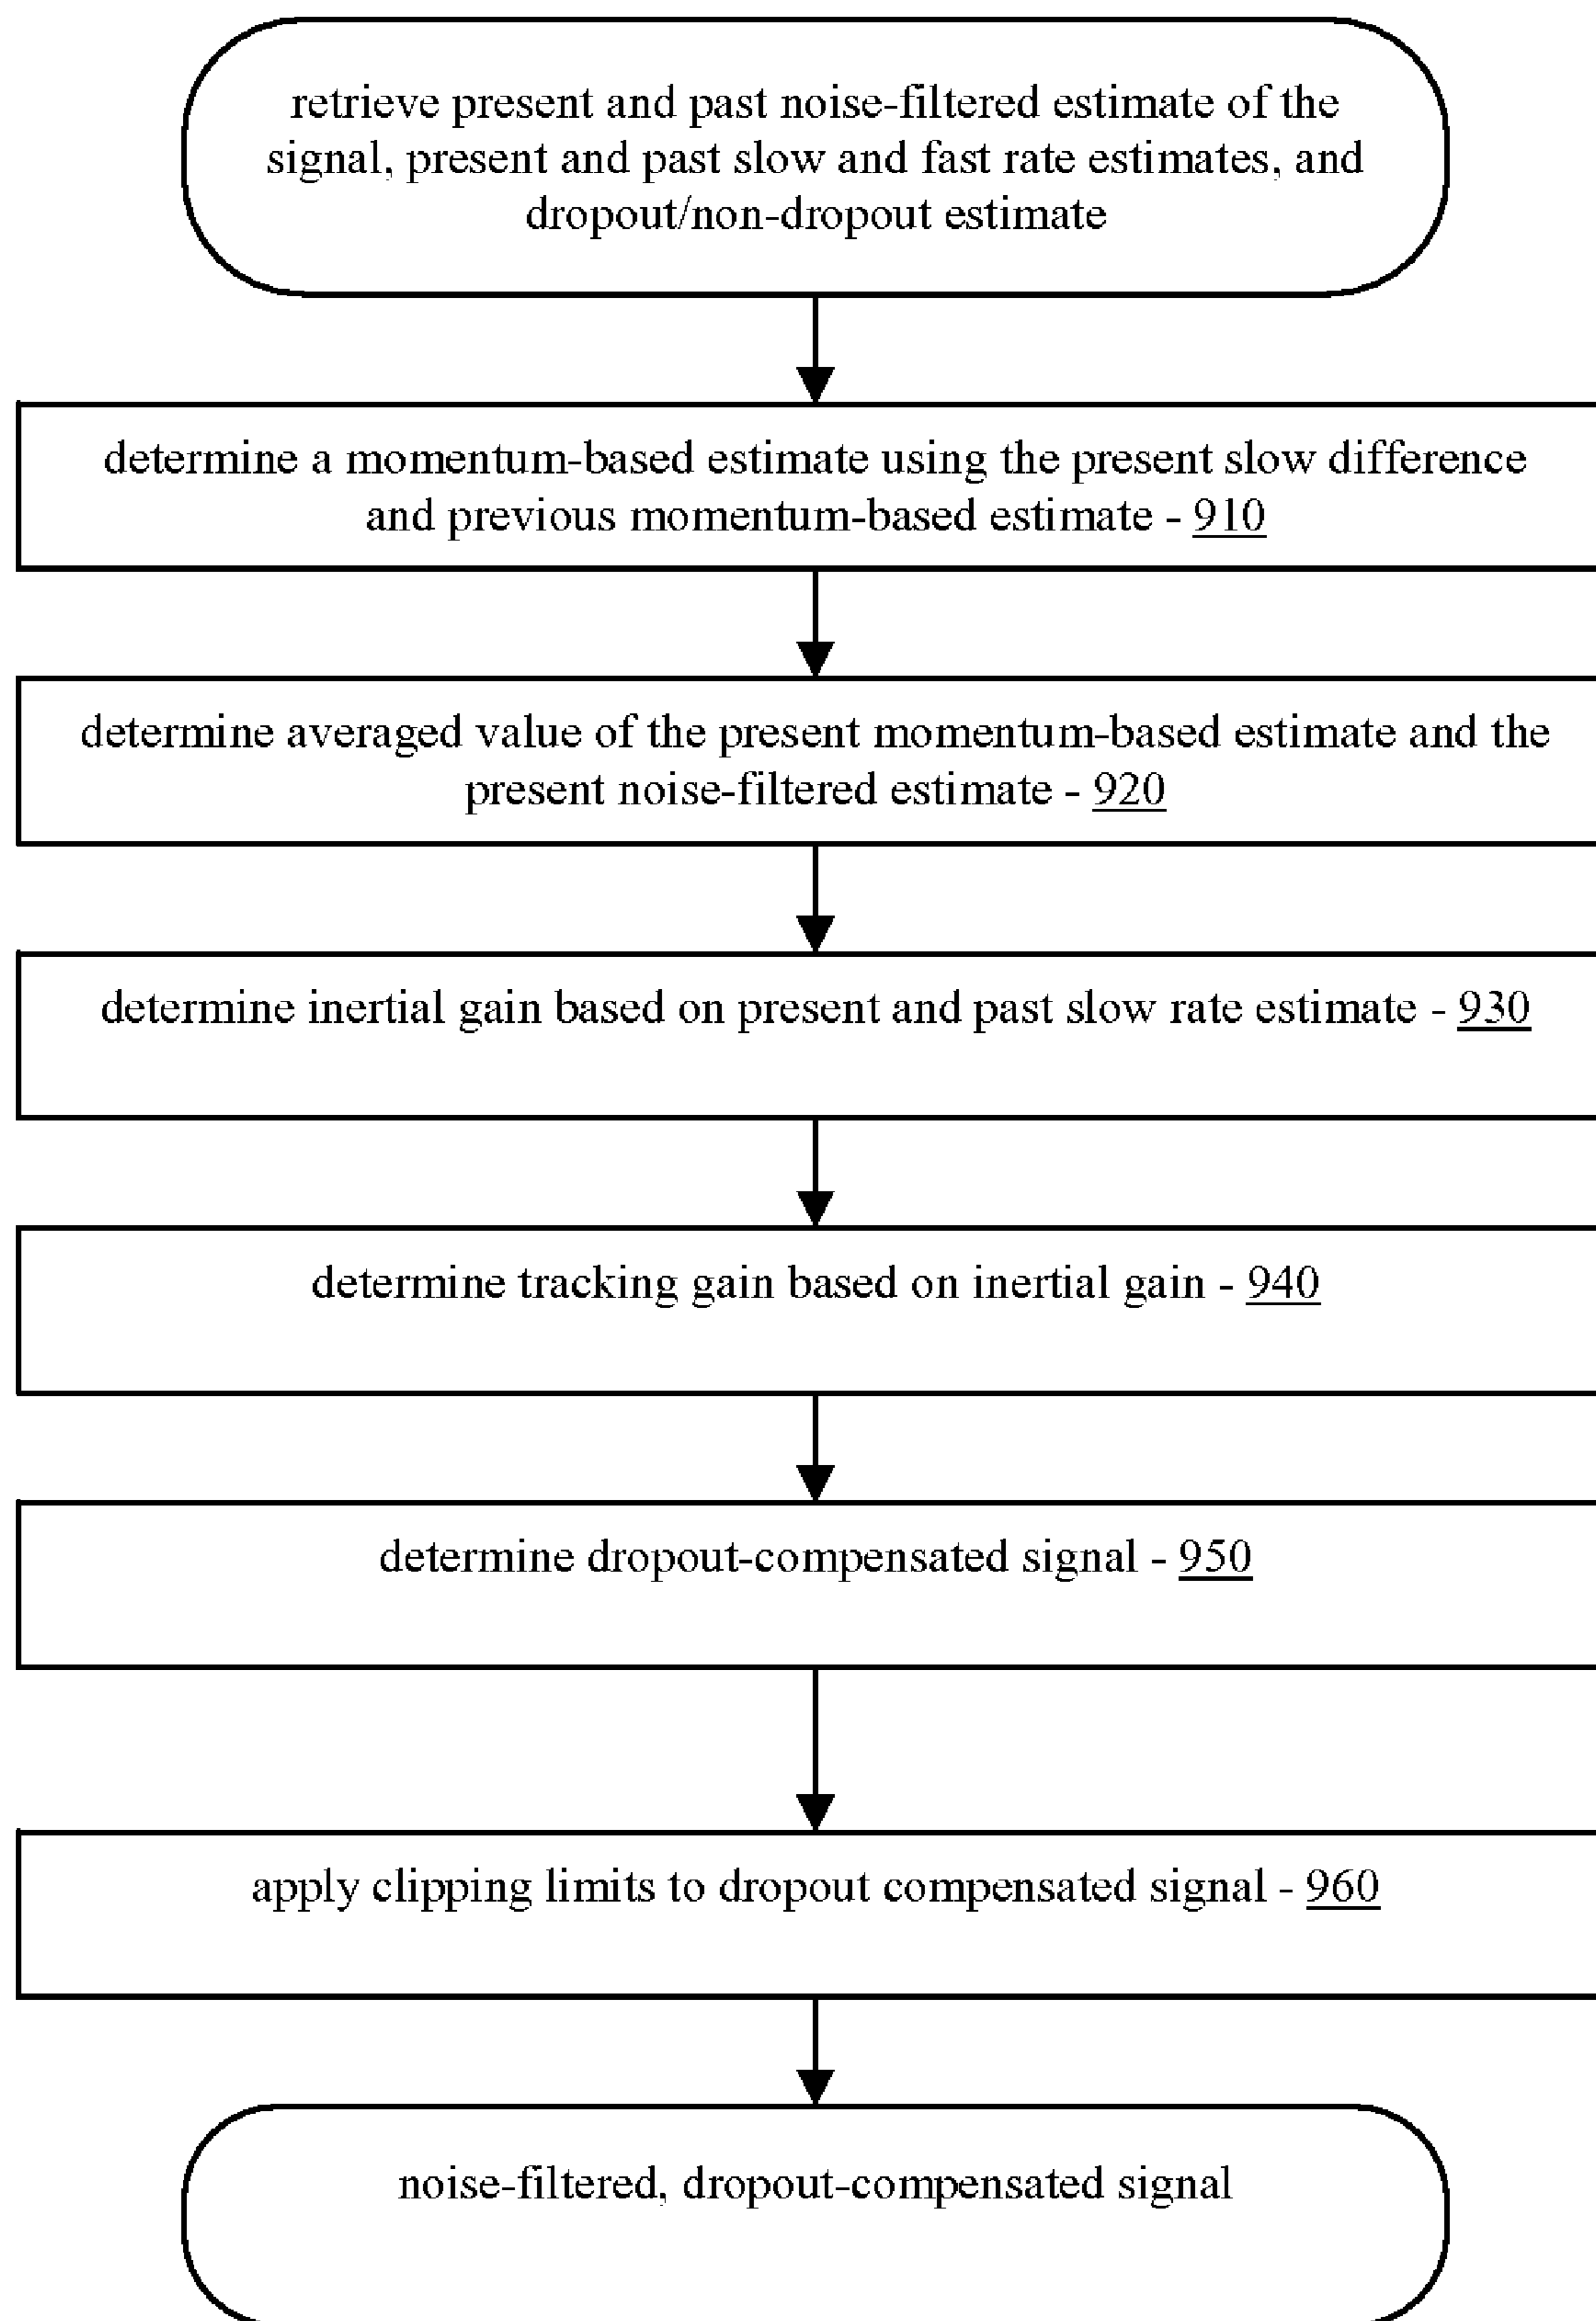 retrieve present and past noise-filtered estimate of the
signal, present and past slow and fast rate estimates, and
dropout/non-dropout estimate
determine a momentum-based estimate using the present slow difference
and previous momentum-based estimate - 910
determine averaged value of the present momentum-based estimate and the
present noise-filtered estimate - 920
determine inertial gain based on present and past slow rate estimate - 930
determine tracking gain based on inertial gain - 940
determine dropout-compensated signal - 950
apply clipping limits to dropout compensated signal - 960
noise-filtered, dropout-compensated signal